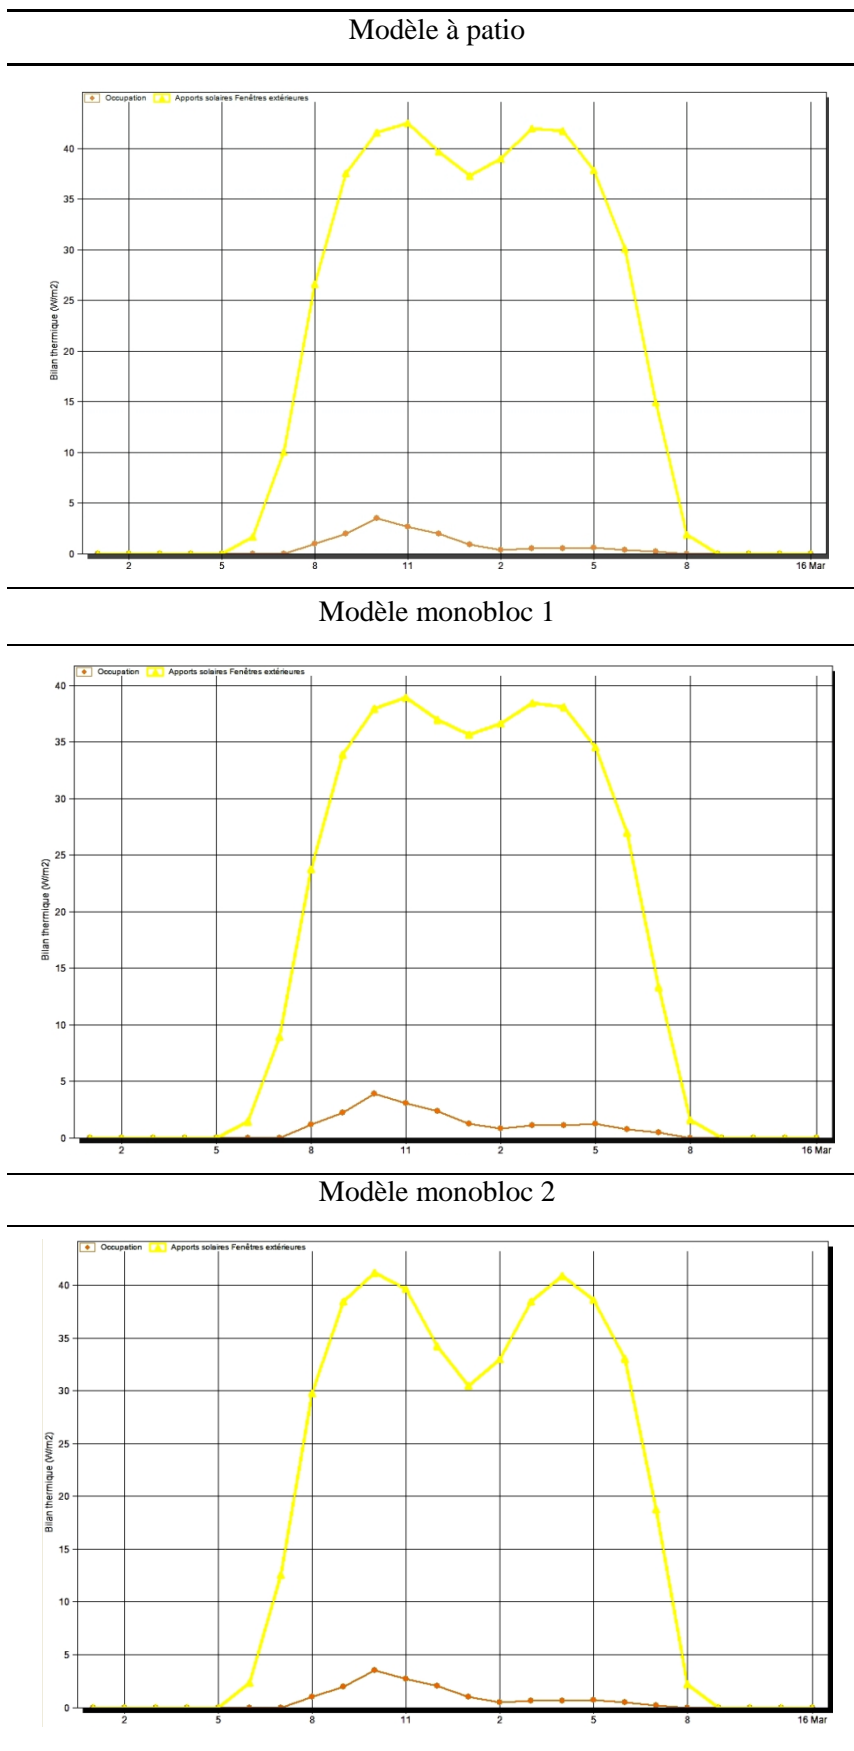 Modèle à patio
Occupation Apports solaires Fenêtres extérieures
40
35
30
25
20
15
10
5
0
Bilan thermique (W/m2)
2 5 8 11 2 5 8 16 Mar
Modèle monobloc 1
Occupation Apports solaires Fenêtres extérieures
40
35
30
25
20
15
10
5
0
Bilan thermique (W/m2)
2 5 8 11 2 5 8 16 Mar
Modèle monobloc 2
Occupation Apports solaires Fenêtres extérieures
40
35
30
25
20
15
10
5
0
Bilan thermique (W/m2)
2 5 8 11 2 5 8 16 Mar